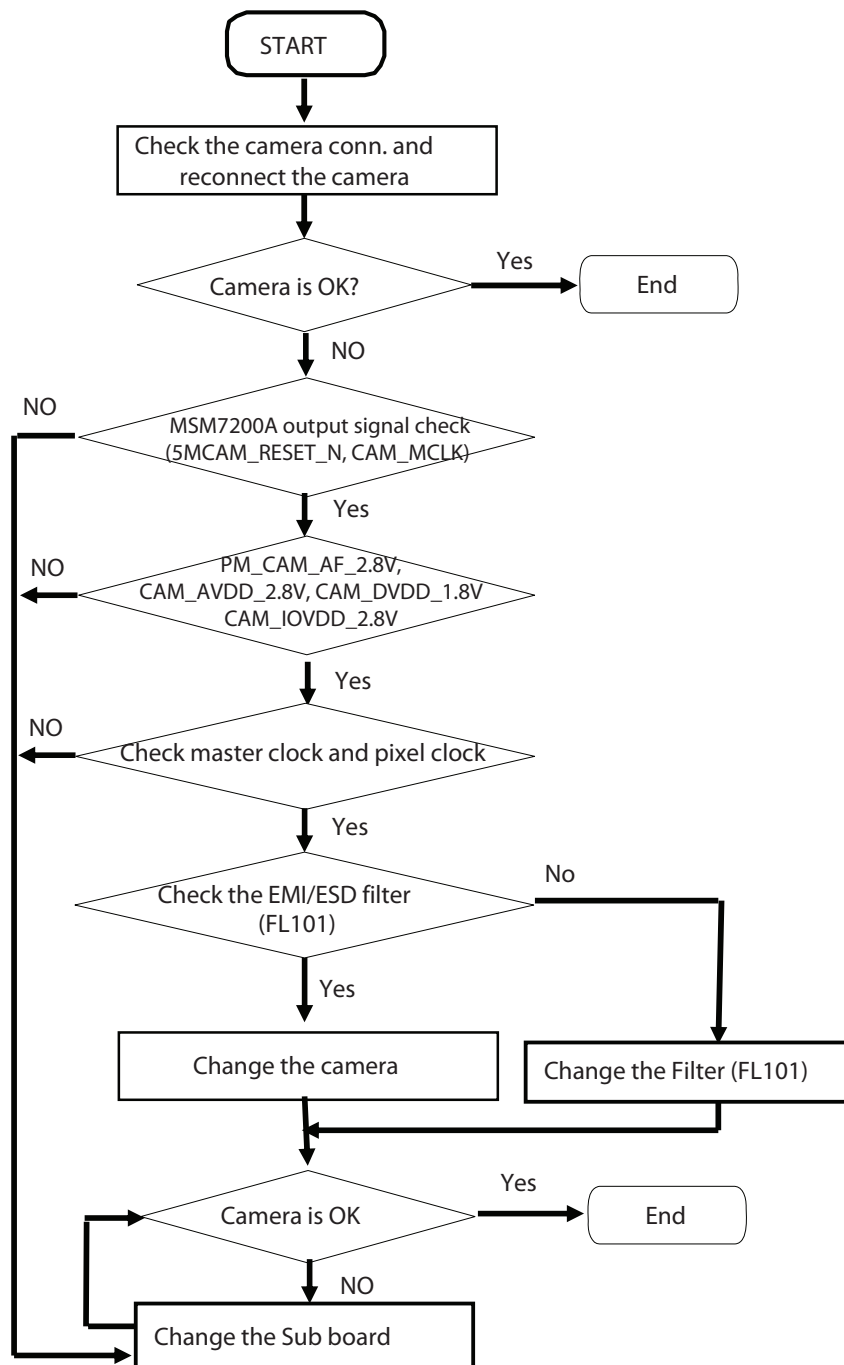 START
Check the camera conn. and
reconnect the camera
Camera is OK?
Yes
End
NO
NO
MSM7200A output signal check
(5MCAM_RESET_N, CAM_MCLK)
Yes
NO
PM_CAM_AF_2.8V,
CAM_AVDD_2.8V, CAM_DVDD_1.8V
CAM_IOVDD_2.8V
Yes
NO
Check master clock and pixel clock
Yes
Check the EMI/ESD filter
(FL101)
No
Yes
Change the camera
Change the Filter (FL101)
Camera is OK
Yes
End
NO
Change the Sub board